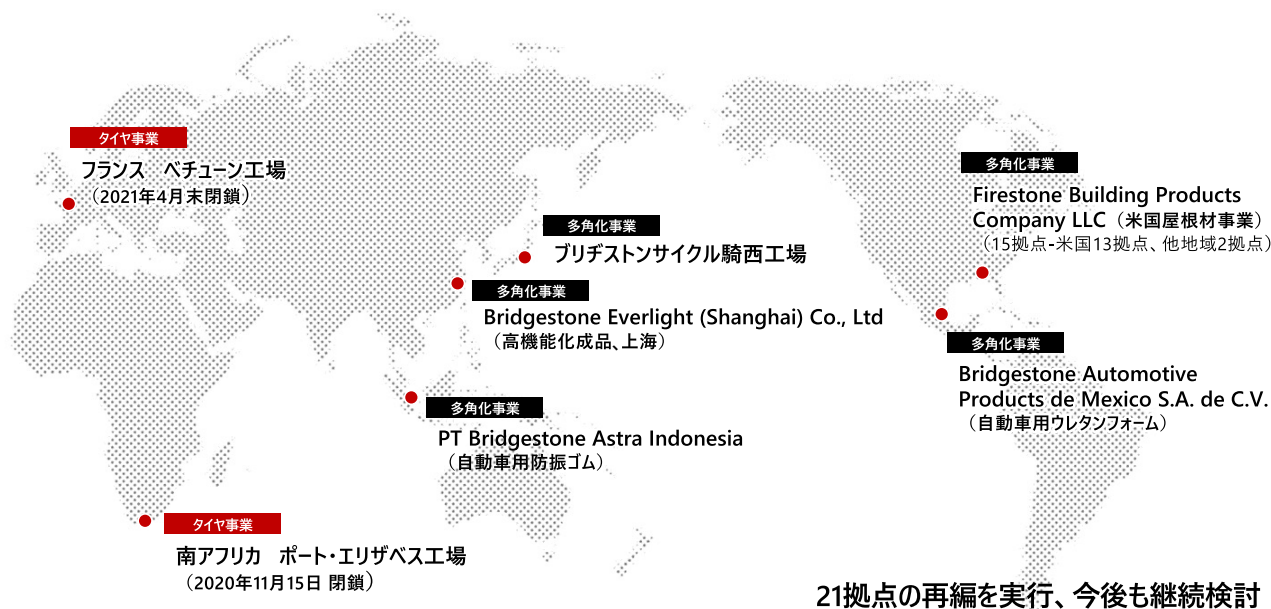 タイヤ事業
フランス　ベチューン工場
（2021年4月末閉鎖）
多角化事業
ブリヂストンサイクル騎西工場
多角化事業
Bridgestone Everlight (Shanghai) Co., Ltd
（高機能化成品、上海）
多角化事業
PT Bridgestone Astra Indonesia
（自動車用防振ゴム）
タイヤ事業
南アフリカ　ポート・エリザベス工場
（2020年11月15日 閉鎖）
多角化事業
Firestone Building Products
Company LLC（米国屋根材事業）
（15拠点-米国13拠点、他地域2拠点）
多角化事業
Bridgestone Automotive
Products de Mexico S.A. de C.V.
（自動車用ウレタンフォーム）
21拠点の再編を実行、今後も継続検討